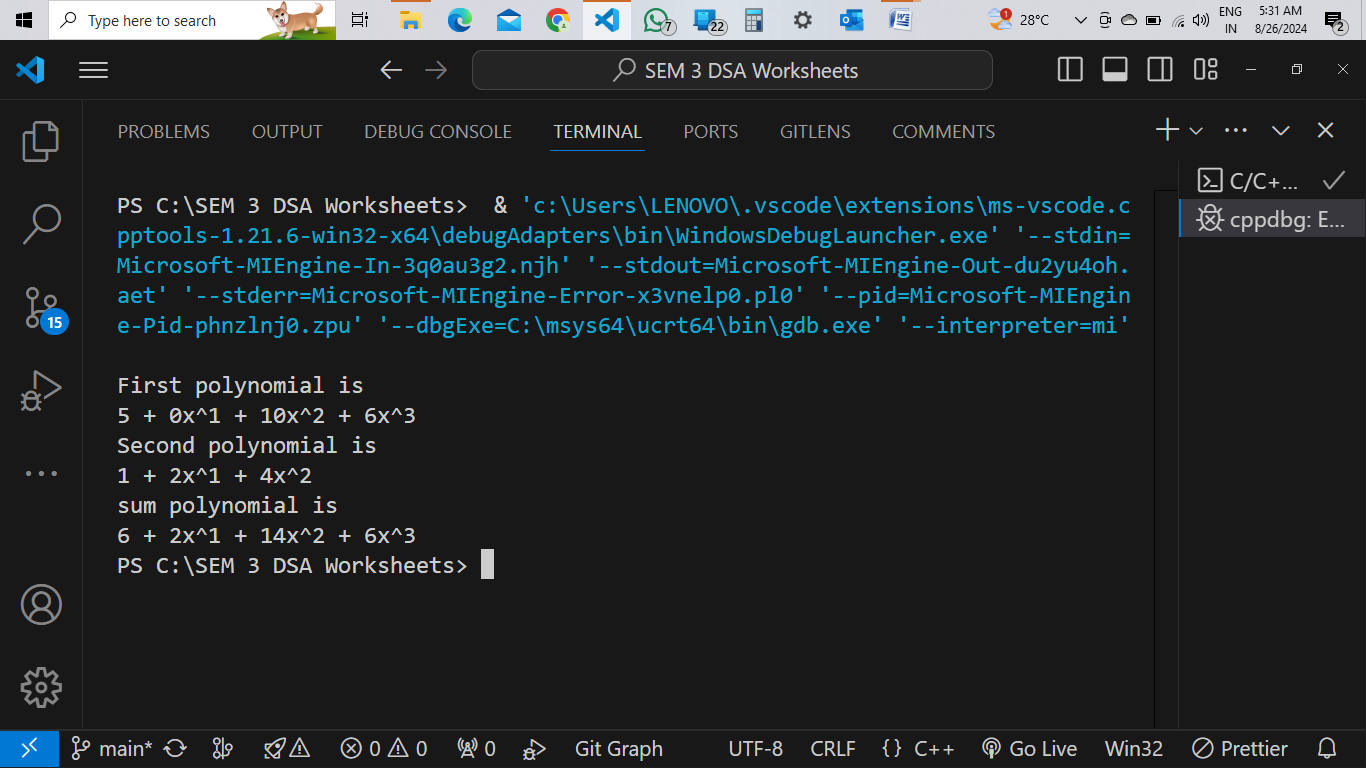 Type here to search
7
22
1
28°C
ENG
IN
5:31 AM
8/26/2024
2
SEM 3 DSA Worksheets
PROBLEMS OUTPUT DEBUG CONSOLE TERMINAL PORTS GITLENS COMMENTS
C/C+...
cppdbg: E...
PS C:\SEM 3 DSA Worksheets>  & 'c:\Users\LENOVO\.vscode\extensions\ms-vscode.c
pptools-1.21.6-win32-x64\debugAdapters\bin\WindowsDebugLauncher.exe' '--stdin=
Microsoft-MIEngine-In-3q0au3g2.njh' '--stdout=Microsoft-MIEngine-Out-du2yu4oh.
aet' '--stderr=Microsoft-MIEngine-Error-x3vnelp0.pl0' '--pid=Microsoft-MIEngin
e-Pid-phnzlnj0.zpu' '--dbgExe=C:\msys64\ucrt64\bin\gdb.exe' '--interpreter=mi'
First polynomial is
5 + 0x^1 + 10x^2 + 6x^3
Second polynomial is
1 + 2x^1 + 4x^2
sum polynomial is
6 + 2x^1 + 14x^2 + 6x^3
PS C:\SEM 3 DSA Worksheets>
15
main* 0 0 0 Git Graph UTF-8 CRLF {} C++ Go Live Win32 Prettier